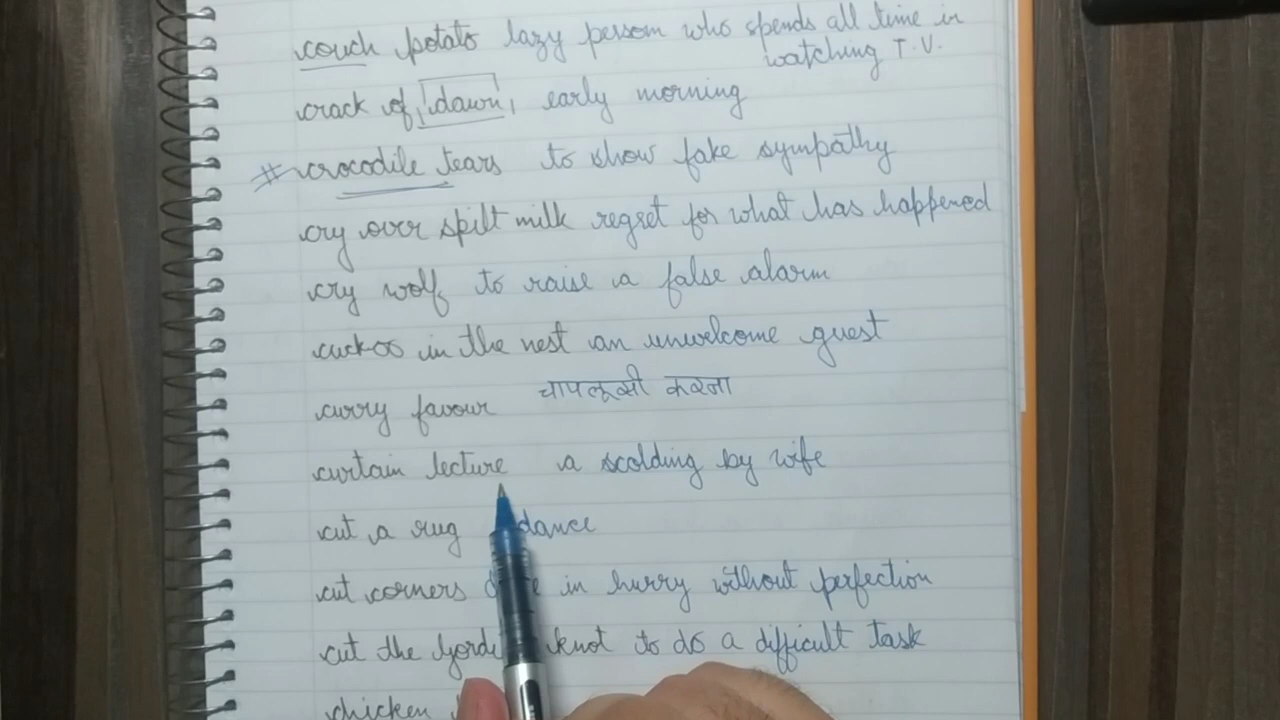 couch potato lazy person who spends all time in
watching T.V.
crack of dawn, early morning
# crocodile tears to show fake sympathy
cry over spilt milk regret for what has happened
cry wolf to raise a false alarm
cuckoo in the nest an unwelcome guest
चापलूसी करना
curry favour
curtain lecture a scolding by wife
cut a rug dance
cut corners in hurry without perfection
cut the knot to do a difficult task
chicken